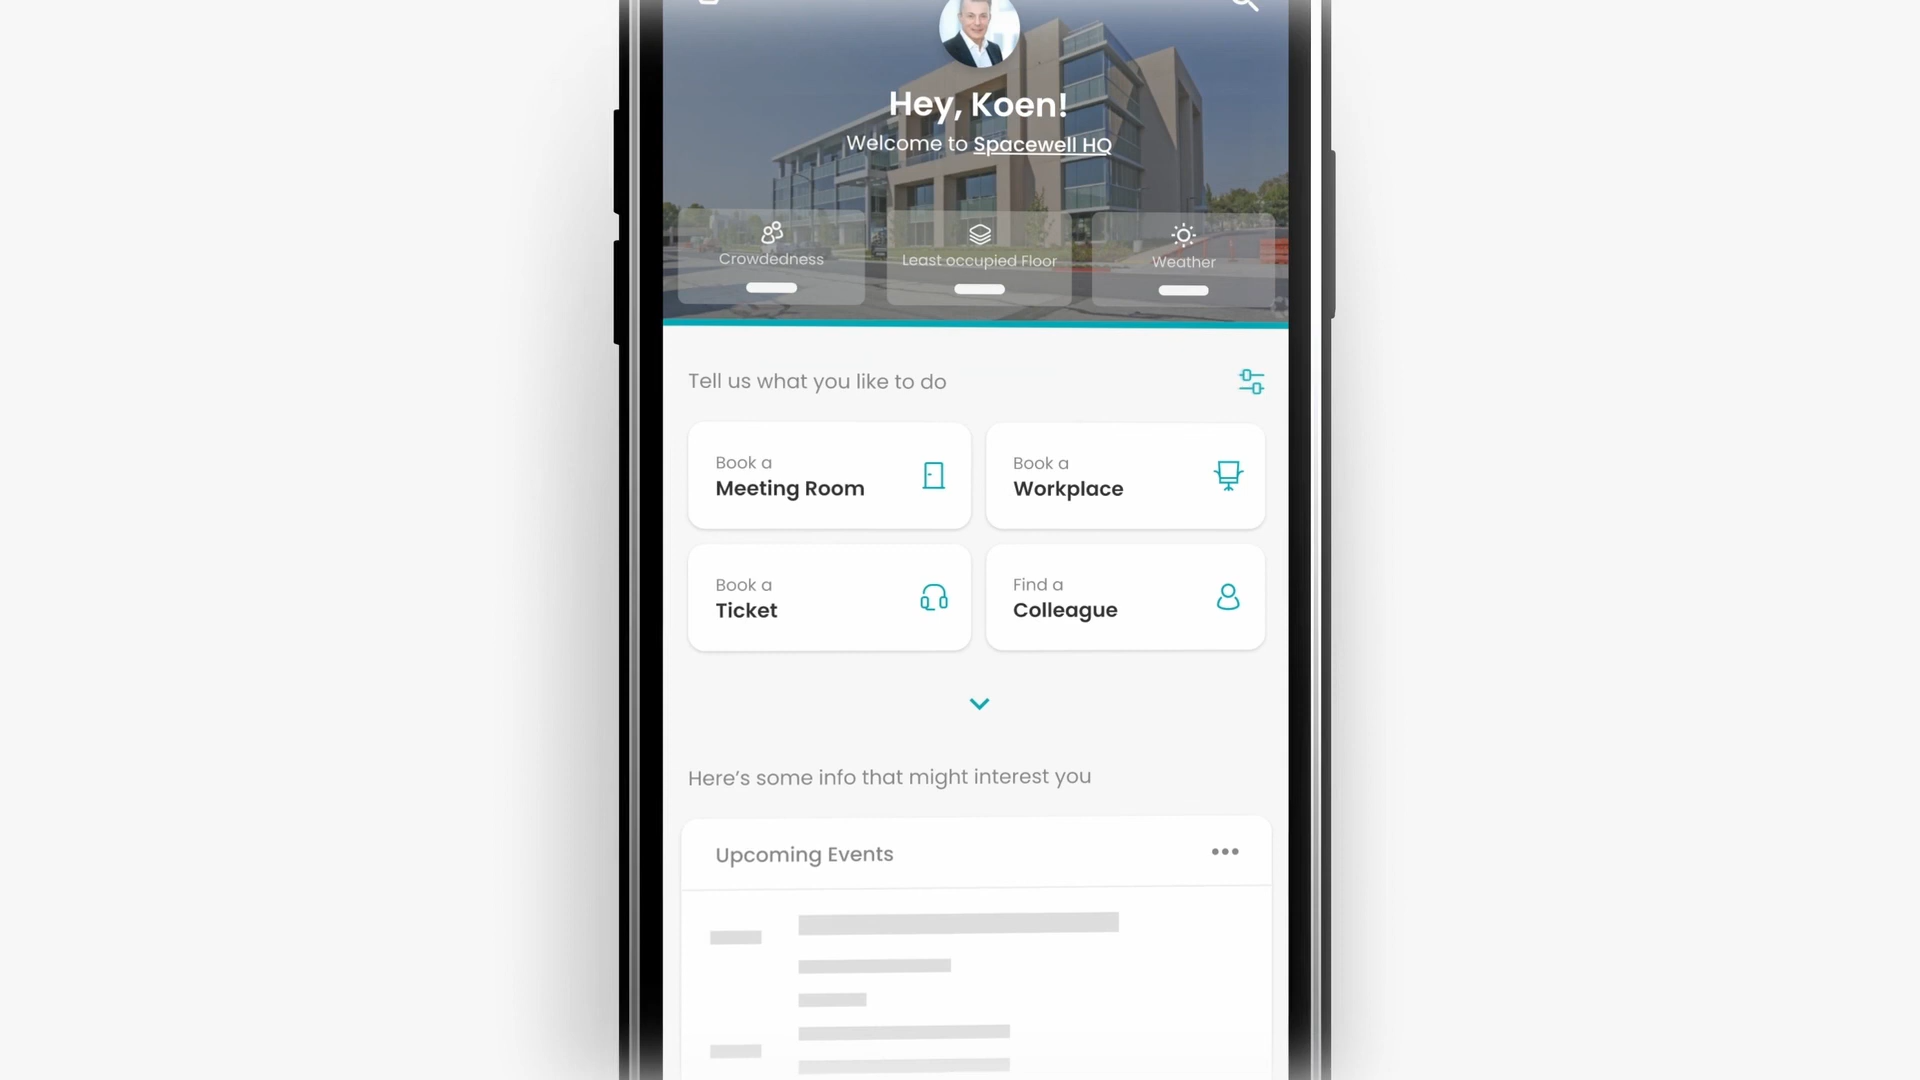 Hey, Koen!
Welcome to Spacewell HQ
Crowdedness
Least occupied Floor
Weather
Tell us what you like to do
Book a
Meeting Room
Book a
Workplace
Book a
Ticket
Find a
Colleague
Here's some info that might interest you
Upcoming Events